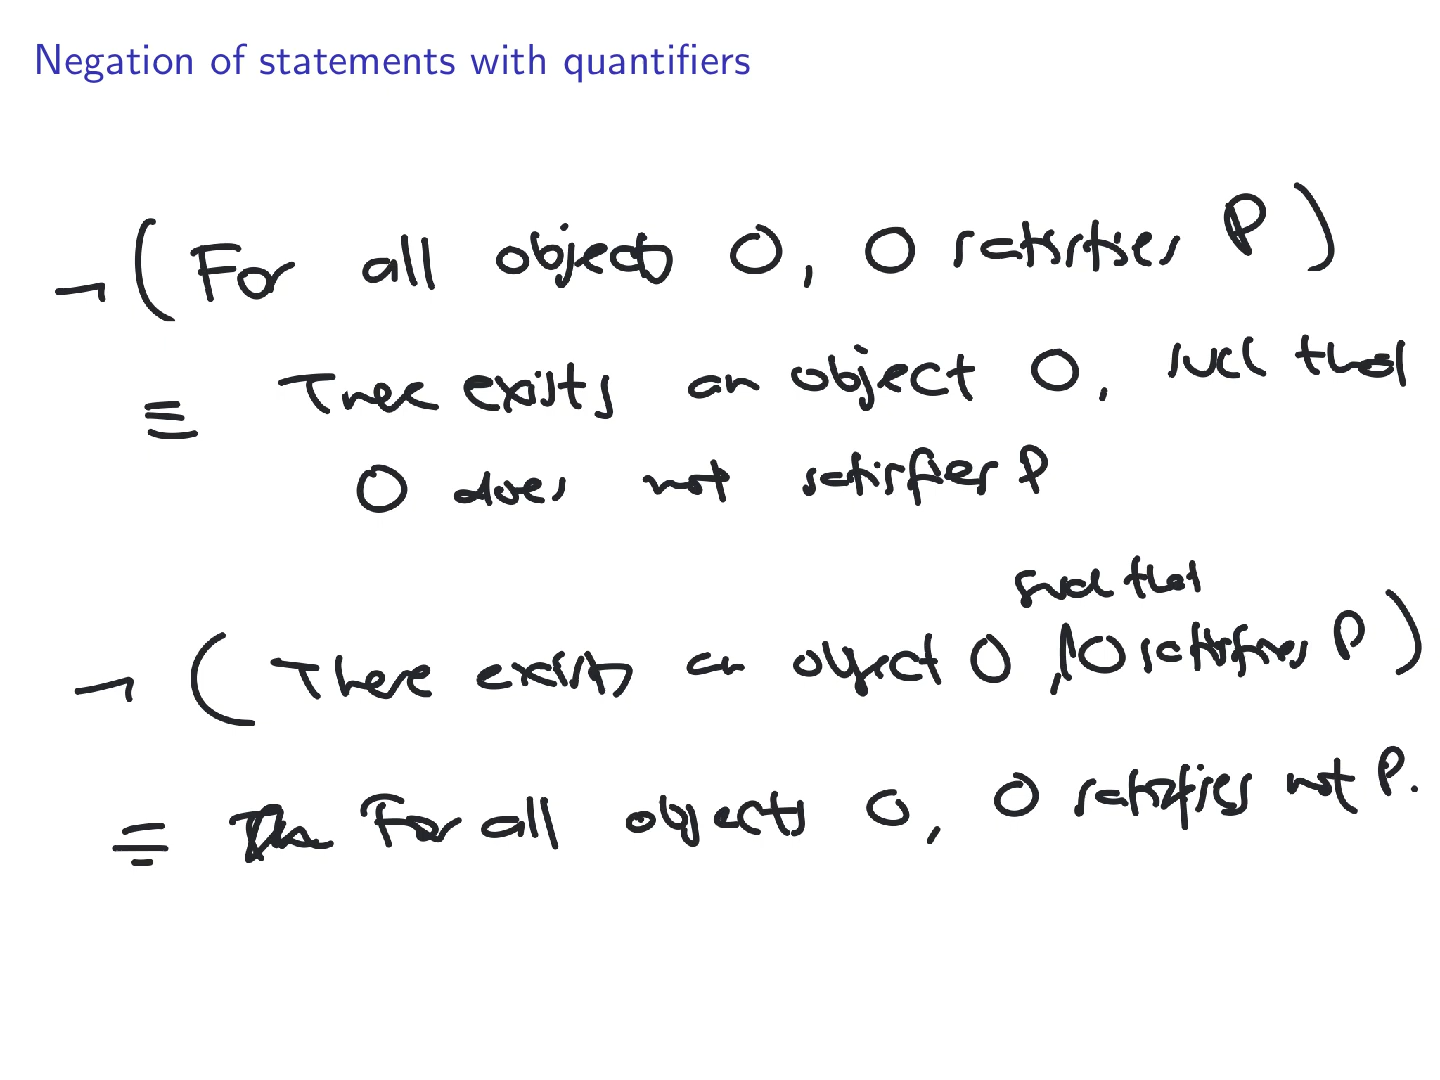 Negation of statements with quantifiers
¬ (For all objects O, O satisfies P)
≡ There exists an object O, such that
O does not satisfies P
such that
¬ (There exists an object O, O satisfies P)
≡ For all objects O, O satisfies not P.